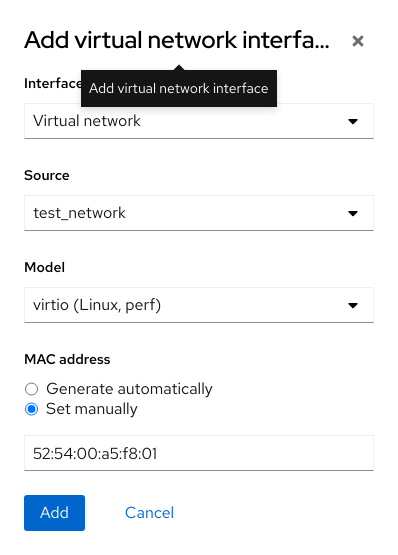 Add virtual network interfa...
Interface
Add virtual network interface
Virtual network
Source
test_network
Model
virtio (Linux, perf)
MAC address
Generate automatically
Set manually
52:54:00:a5:f8:01
Add
Cancel